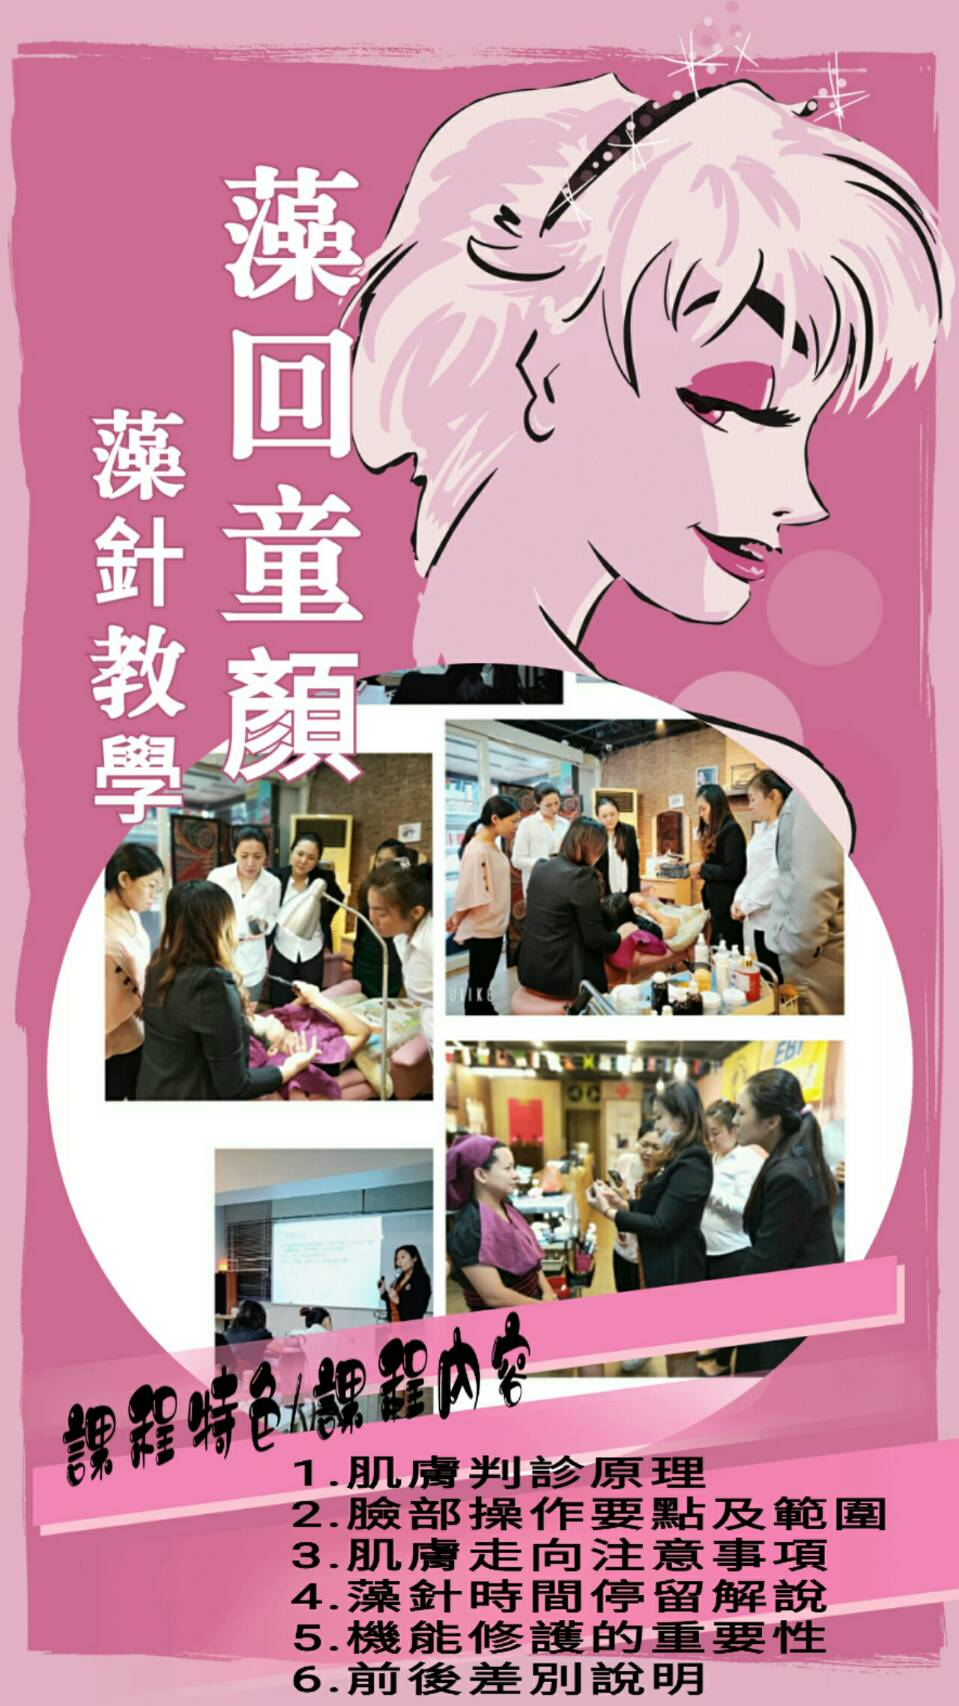 藻回童顏
藻針教學
ULIKE
EBI
課程特色\課程內容
1.肌膚判診原理
2.臉部操作要點及範圍
3.肌膚走向注意事項
4.藻針時間停留解說
5.機能修護的重要性
6.前後差別說明